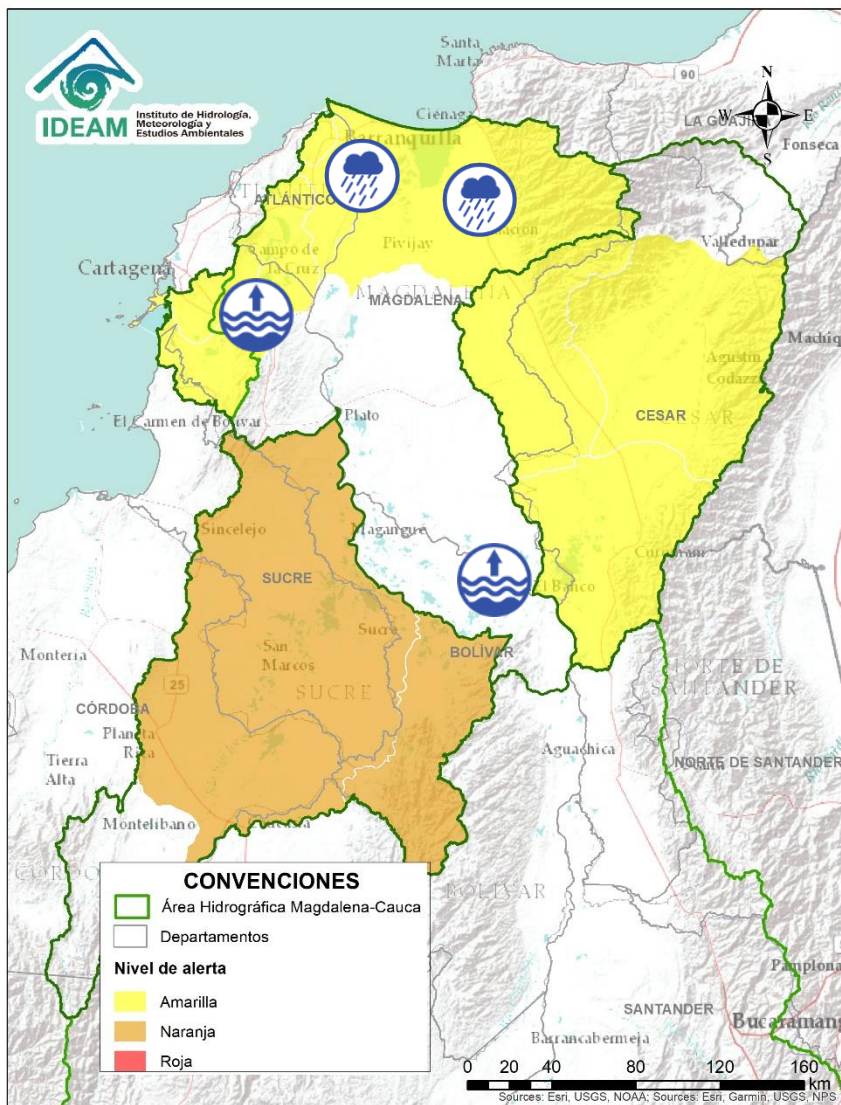 IDEAM
Instituto de Hidrología,
Meteorología y
Estudios Ambientales
Santa
Marta
90
N
W
E
S
LA GUAJIRA
Ciénaga
Barranquilla
Fonseca
ATLÁNTICO
Cartagena
Campo de
la Cruz
Pivijay
Valledupar
MAGDALENA
MAGDALENA
Agustín
Codazzi
CESAR
CESAR
El Carmen de Bolívar
Plato
Sincelejo
Magangue
SUCRE
El Banco
Sucre
BOLÍVAR
Montería
San
Marcos
SUCRE
NORTE DE
SANTANDER
25
CÓRDOBA
Planeta
Rica
Tierra
Alta
Aguachica
NORTE DE SANTANDER
Montelíbano
BOLÍVAR
CONVENCIONES
Área Hidrográfica Magdalena-Cauca
Departamentos
Nivel de alerta
Amarilla
Naranja
Roja
Pamplona
SANTANDER
Bucaramang
Barrancabermeja
0 20 40 80 120 160
km
Sources: Esri, USGS, NOAA; Sources: Esri, Garmin, USGS, NPS